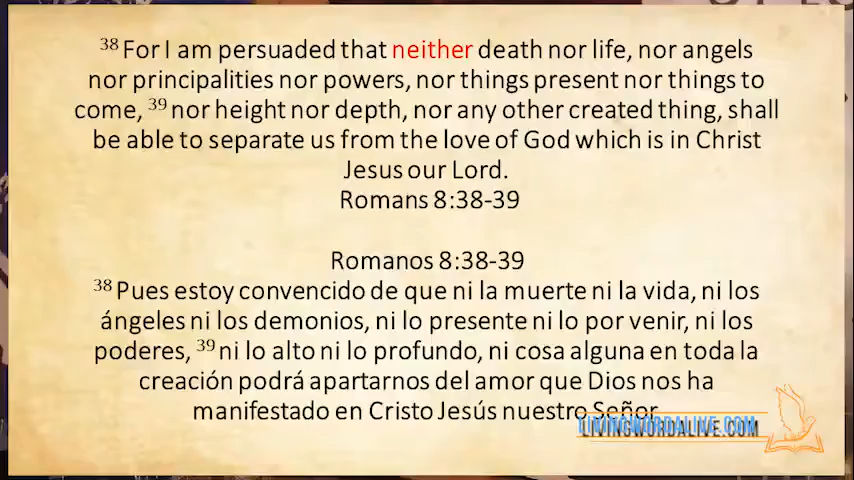 ³⁸ For I am persuaded that neither death nor life, nor angels
nor principalities nor powers, nor things present nor things to
come, ³⁹ nor height nor depth, nor any other created thing, shall
be able to separate us from the love of God which is in Christ
Jesus our Lord.
Romans 8:38-39
Romanos 8:38-39
³⁸ Pues estoy convencido de que ni la muerte ni la vida, ni los
ángeles ni los demonios, ni lo presente ni lo por venir, ni los
poderes, ³⁹ ni lo alto ni lo profundo, ni cosa alguna en toda la
creación podrá apartarnos del amor que Dios nos ha
manifestado en Cristo Jesús nuestro Señor
LIVINGWORDALIVE.COM
LIVINGWORDALIVE.COM